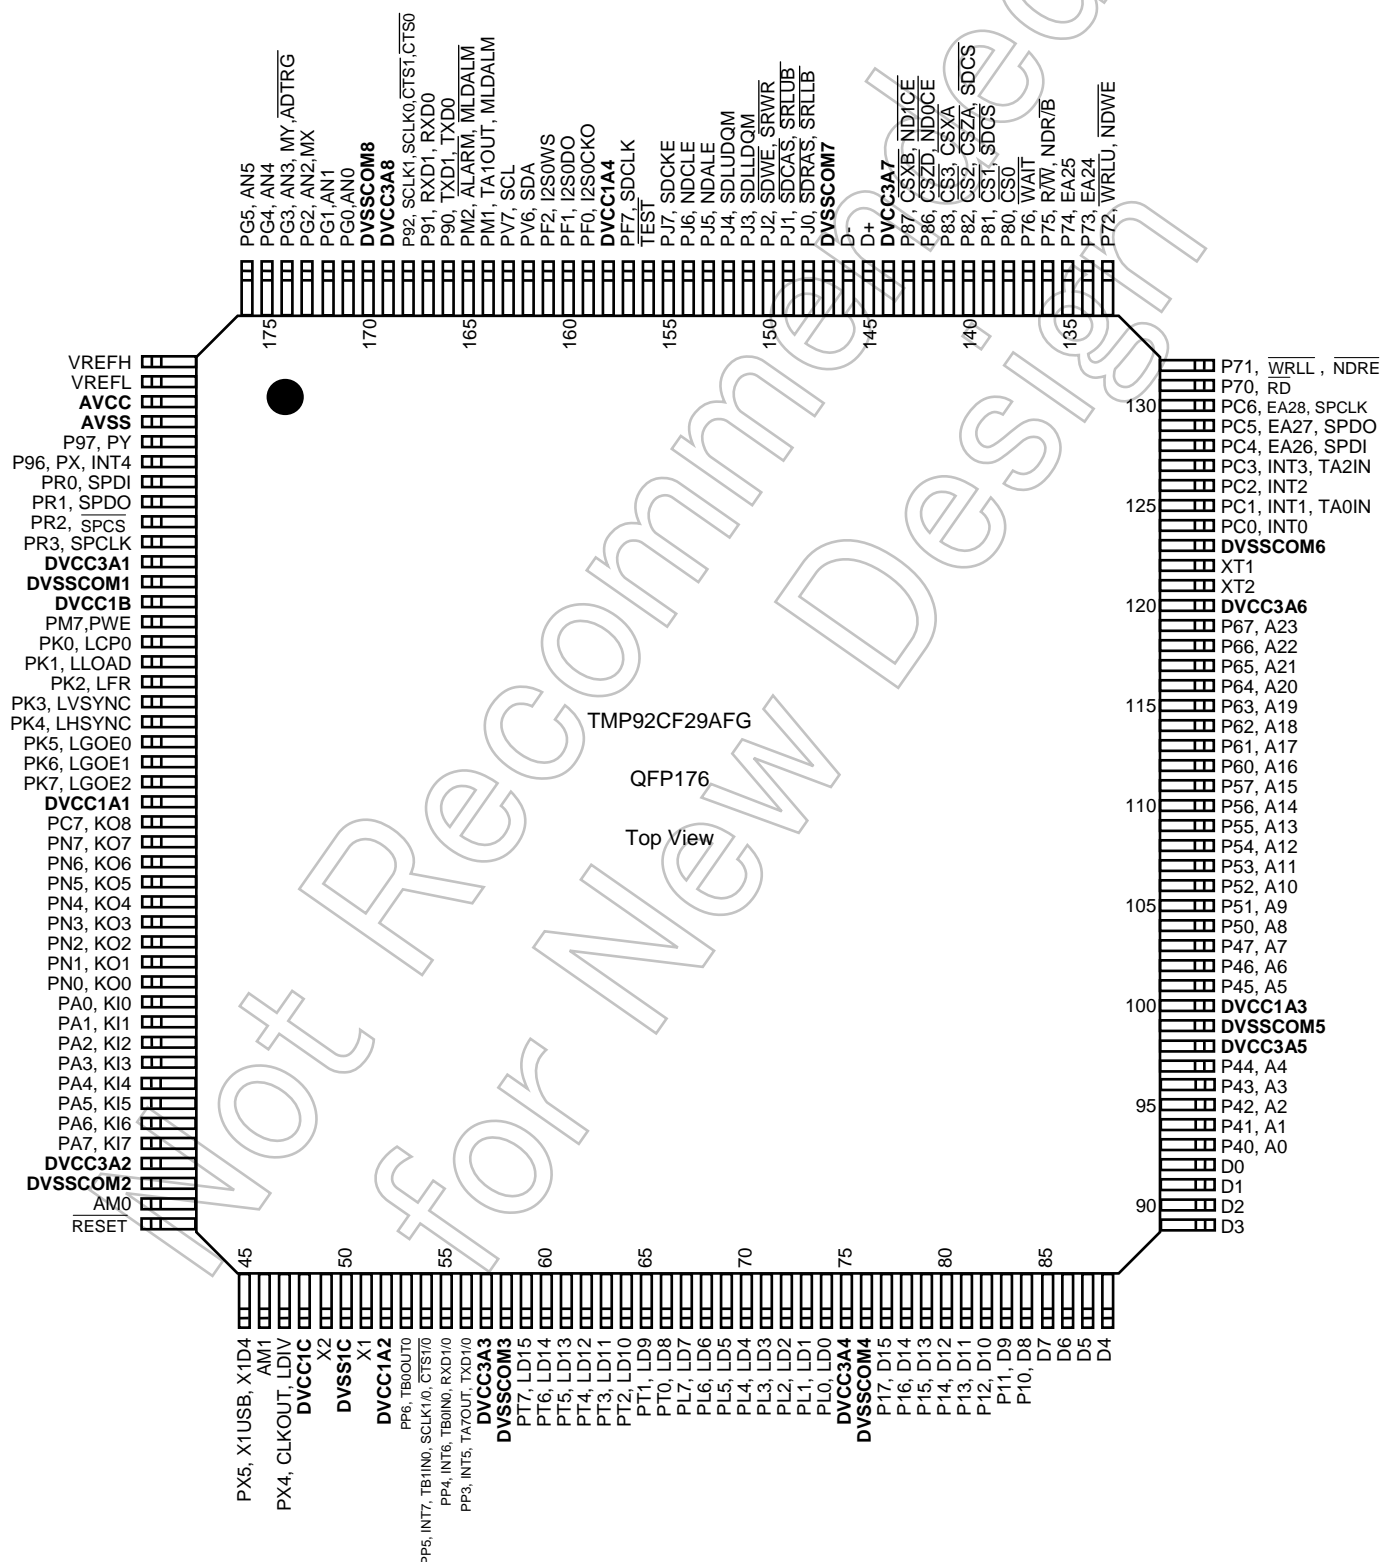 PG5, AN5
PG4, AN4
PG3, AN3, MY,ADTRG
PG2, AN2,MX
PG1,AN1
PG0,AN0
DVSSCOM8
DVCC3A8
P92, SCLK1,SCLK0,CTS1,CTS0
P91, RXD1, RXD0
P90, TXD1, TXD0
PM2, ALARM, MLDALM
PM1, TA1OUT, MLDALM
PV7, SCL
PV6, SDA
PF2, I2S0WS
PF1, I2S0DO
PF0, I2S0CKO
DVCC1A4
PF7, SDCLK
TEST
PJ7, SDCKE
PJ6, NDCLE
PJ5, NDALE
PJ4, SDLUDQM
PJ3, SDLLDQM
PJ2, SDWE, SRWR
PJ1, SDCAS, SRLUB
PJ0, SDRAS, SRLLB
DVSSCOM7
D-
D+
DVCC3A7
P87, CSXB, ND1CE
P86, CSZD, ND0CE
P83, CS3, CSXA
P82, CS2, CSZA, SDCS
P81, CS1, SDCS
P80, CS0
P76, WAIT
P75, R/W, NDR/B
P74, EA25
P73, EA24
P72, WRLU, NDWE
175
170
165
160
155
150
145
140
135
VREFH
VREFL
AVCC
AVSS
P97, PY
P96, PX, INT4
PR0, SPDI
PR1, SPDO
PR2, SPCS
PR3, SPCLK
DVCC3A1
DVSSCOM1
DVCC1B
PM7,PWE
PK0, LCP0
PK1, LLOAD
PK2, LFR
PK3, LVSYNC
PK4, LHSYNC
PK5, LGOE0
PK6, LGOE1
PK7, LGOE2
DVCC1A1
PC7, KO8
PN7, KO7
PN6, KO6
PN5, KO5
PN4, KO4
PN3, KO3
PN2, KO2
PN1, KO1
PN0, KO0
PA0, KI0
PA1, KI1
PA2, KI2
PA3, KI3
PA4, KI4
PA5, KI5
PA6, KI6
PA7, KI7
DVCC3A2
DVSSCOM2
AM0
RESET
TMP92CF29AFG
QFP176
Top View
Not Recommended
for New Design
P71, WRLL , NDRE
P70, RD
130 PC6, EA28, SPCLK
PC5, EA27, SPDO
PC4, EA26, SPDI
PC3, INT3, TA2IN
PC2, INT2
125 PC1, INT1, TA0IN
PC0, INT0
DVSSCOM6
XT1
XT2
120 DVCC3A6
P67, A23
P66, A22
P65, A21
P64, A20
115 P63, A19
P62, A18
P61, A17
P60, A16
P57, A15
110 P56, A14
P55, A13
P54, A12
P53, A11
P52, A10
105 P51, A9
P50, A8
P47, A7
P46, A6
P45, A5
100 DVCC1A3
DVSSCOM5
DVCC3A5
P44, A4
P43, A3
95 P42, A2
P41, A1
P40, A0
D0
D1
90 D2
D3
45
50
55
60
65
70
75
80
85
PX5, X1USB, X1D4
AM1
PX4, CLKOUT, LDIV
DVCC1C
X2
DVSS1C
X1
DVCC1A2
PP6, TB0OUT0
PP5, INT7, TB1IN0, SCLK1/0, CTS1/0
PP4, INT6, TB0IN0, RXD1/0
PP3, INT5, TA7OUT, TXD1/0
DVCC3A3
DVSSCOM3
PT7, LD15
PT6, LD14
PT5, LD13
PT4, LD12
PT3, LD11
PT2, LD10
PT1, LD9
PT0, LD8
PL7, LD7
PL6, LD6
PL5, LD5
PL4, LD4
PL3, LD3
PL2, LD2
PL1, LD1
PL0, LD0
DVCC3A4
DVSSCOM4
P17, D15
P16, D14
P15, D13
P14, D12
P13, D11
P12, D10
P11, D9
P10, D8
D7
D6
D5
D4